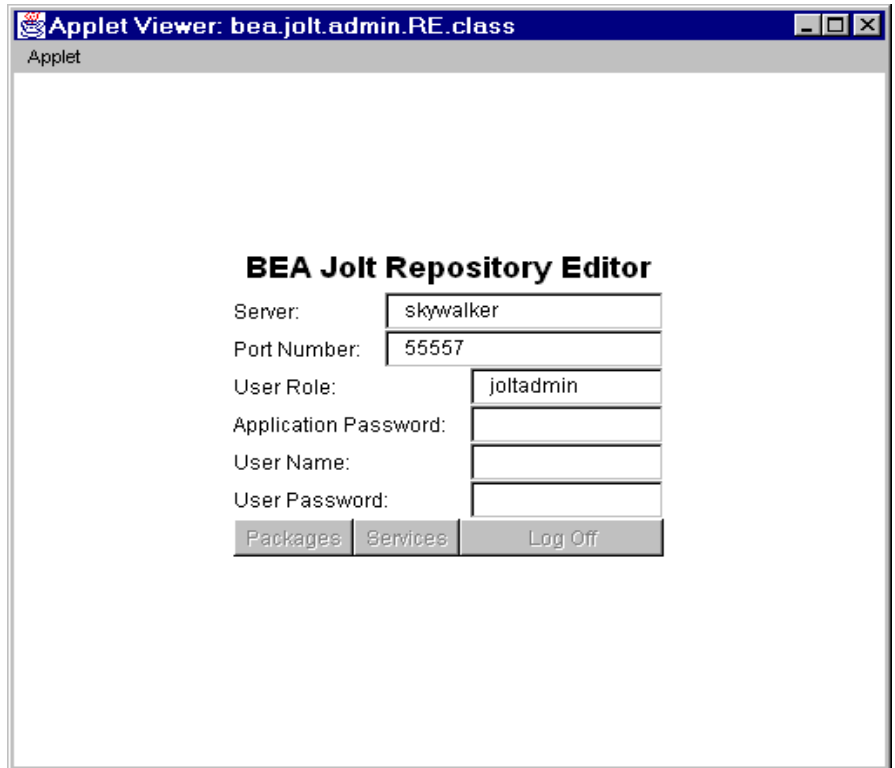 Applet Viewer: bea.jolt.admin.RE.class
Applet
BEA Jolt Repository Editor
Server: skywalker
Port Number: 55557
User Role: joltadmin
Application Password:
User Name:
User Password:
Packages Services Log Off